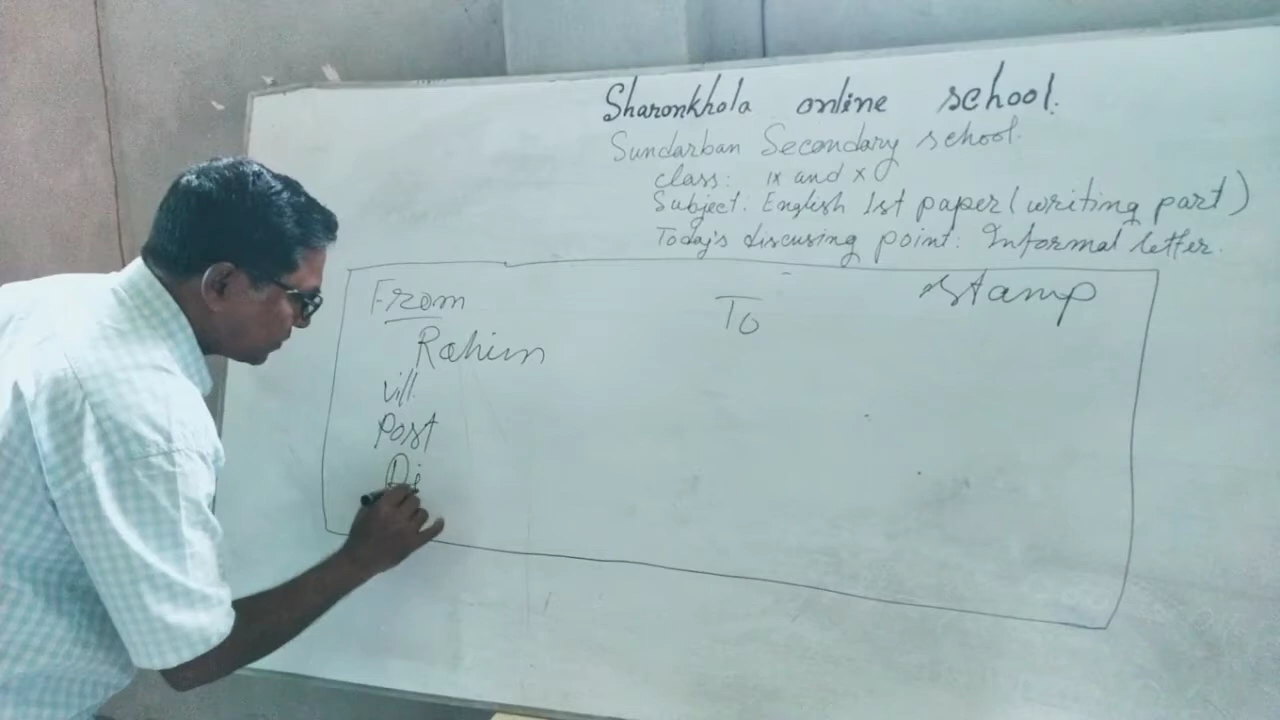 Sharonkhola online school.
Sundarban Secondary school.
class: ix and x
Subject: English 1st paper (writing part)
Today's discusing point: Informal letter.
From
To
stamp
Rahim
vill.
Post
Di